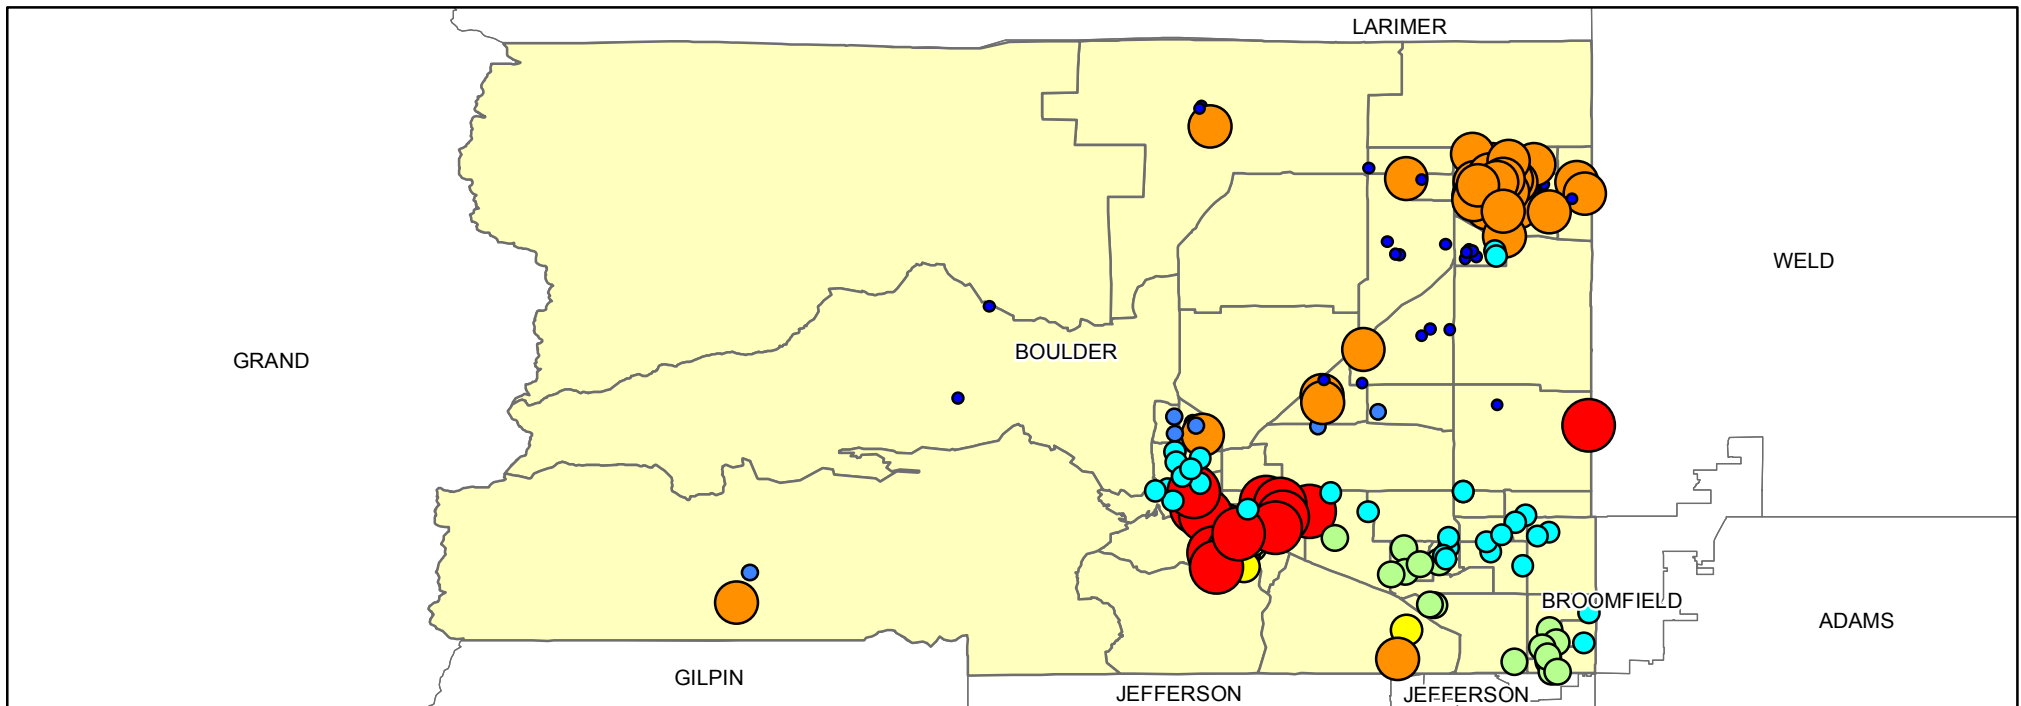 LARIMER
WELD
BOULDER
GRAND
BROOMFIELD
ADAMS
GILPIN
JEFFERSON
JEFFERSON